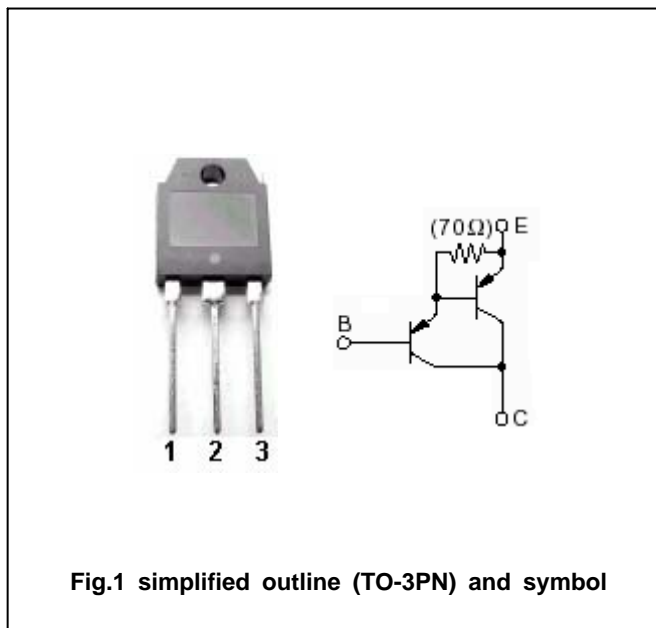 (70Ω)
E
B
C
1 2 3
Fig.1 simplified outline (TO-3PN) and symbol